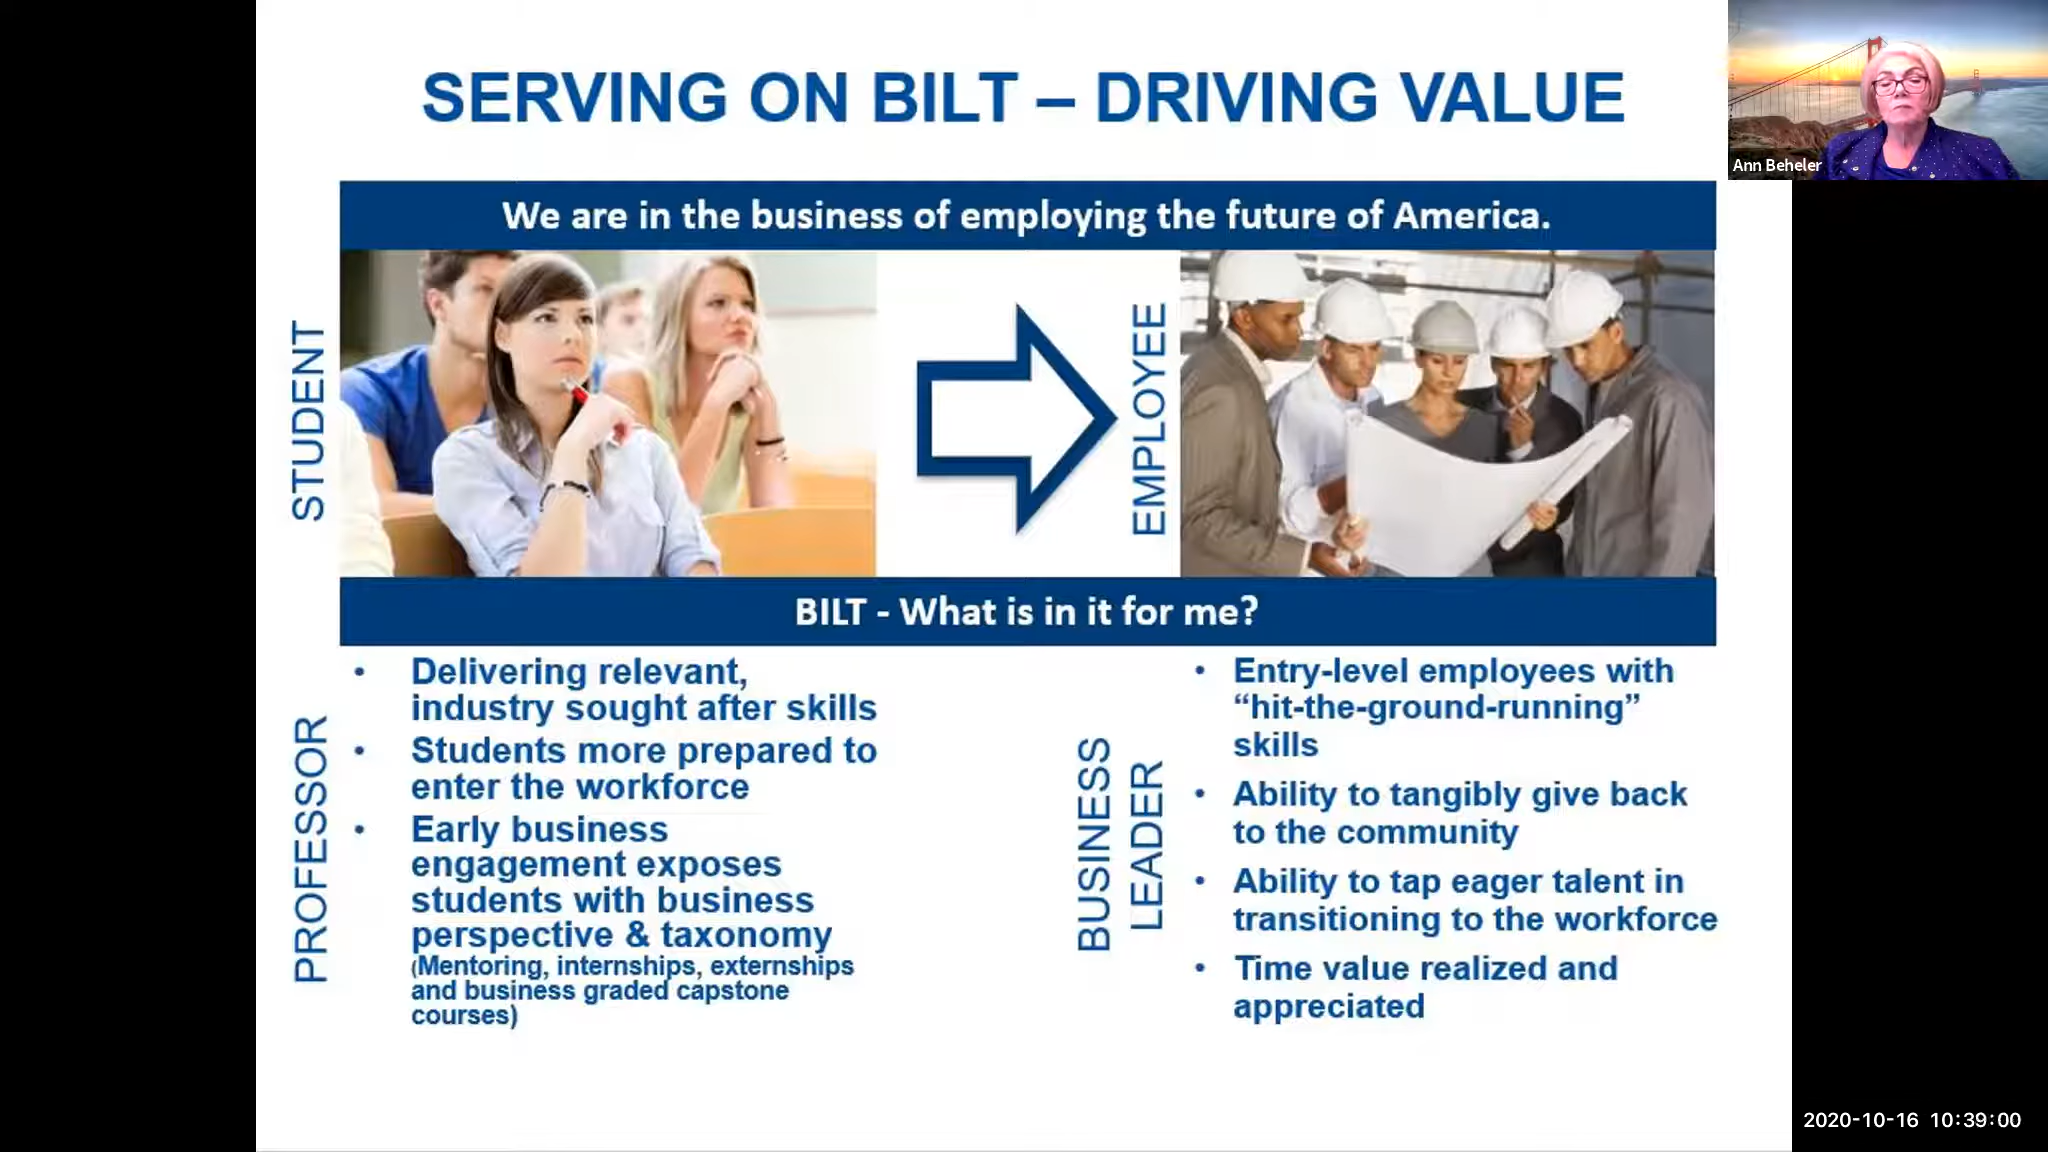 SERVING ON BILT – DRIVING VALUE
Ann Beheler
We are in the business of employing the future of America.
STUDENT
EMPLOYEE
BILT - What is in it for me?
PROFESSOR
• Delivering relevant,
industry sought after skills
• Students more prepared to
enter the workforce
• Early business
engagement exposes
students with business
perspective & taxonomy
(Mentoring, internships, externships
and business graded capstone
courses)
BUSINESS
LEADER
• Entry-level employees with
“hit-the-ground-running”
skills
• Ability to tangibly give back
to the community
• Ability to tap eager talent in
transitioning to the workforce
• Time value realized and
appreciated
2020-10-16 10:39:00